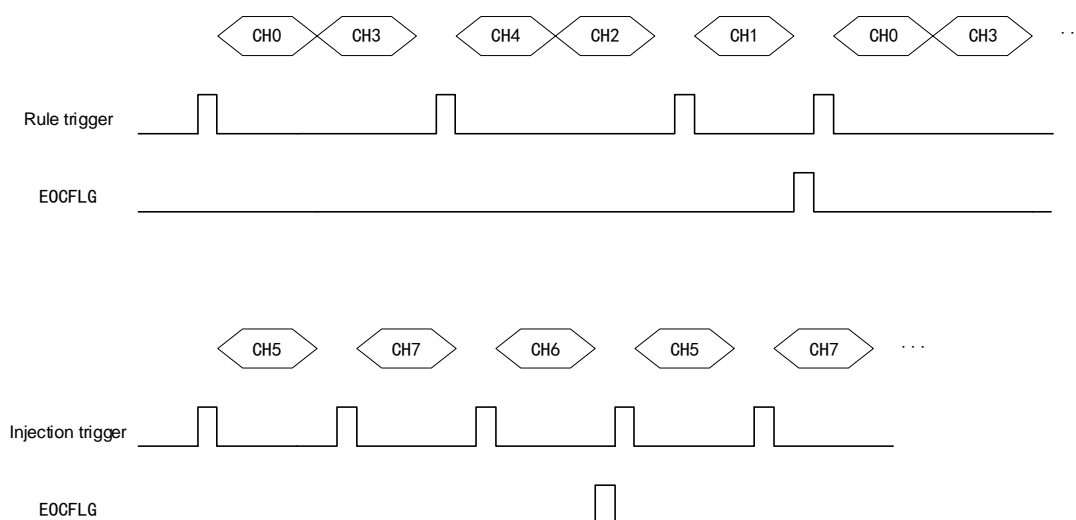 CH0 CH3 CH4 CH2 CH1 CH0 CH3 ..
Rule trigger
EOCFLG
CH5 CH7 CH6 CH5 CH7 ...
Injection trigger
EOCFLG